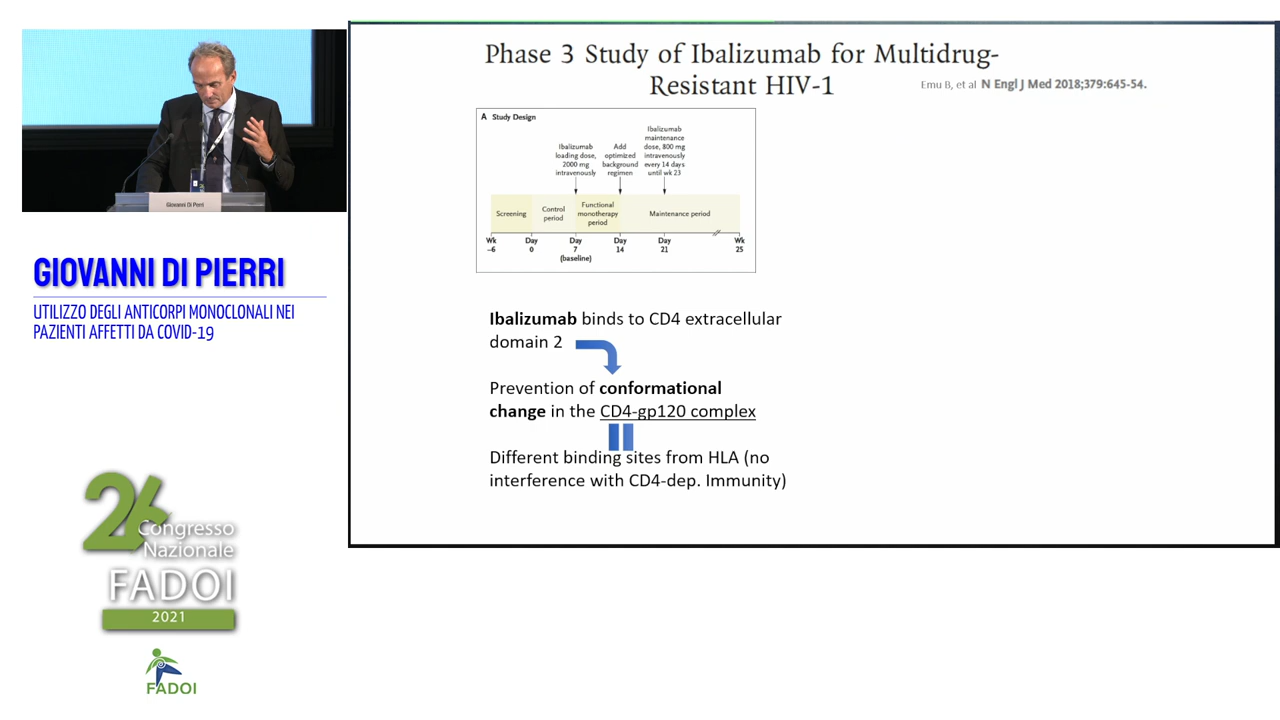 Phase 3 Study of Ibalizumab for Multidrug-
Resistant HIV-1
Emu B, et al N Engl J Med 2018;379:645-54.
A Study Design
Ibalizumab
loading dose,
2000 mg
intravenously
Add
optimized
background
regimen
Ibalizumab
maintenance
dose, 800 mg
intravenously
every 14 days
until wk 23
Screening
Control
period
Functional
monotherapy
period
Maintenance period
Wk
−6
Day
0
Day
7
(baseline)
Day
14
Day
21
Wk
25
Ibalizumab binds to CD4 extracellular
domain 2
Prevention of conformational
change in the CD4-gp120 complex
Different binding sites from HLA (no
interference with CD4-dep. Immunity)
Giovanni Di Perri
GIOVANNI DI PIERRI
UTILIZZO DEGLI ANTICORPI MONOCLONALI NEI
PAZIENTI AFFETTI DA COVID-19
26°
Congresso
Nazionale
FADOI
2021
FADOI